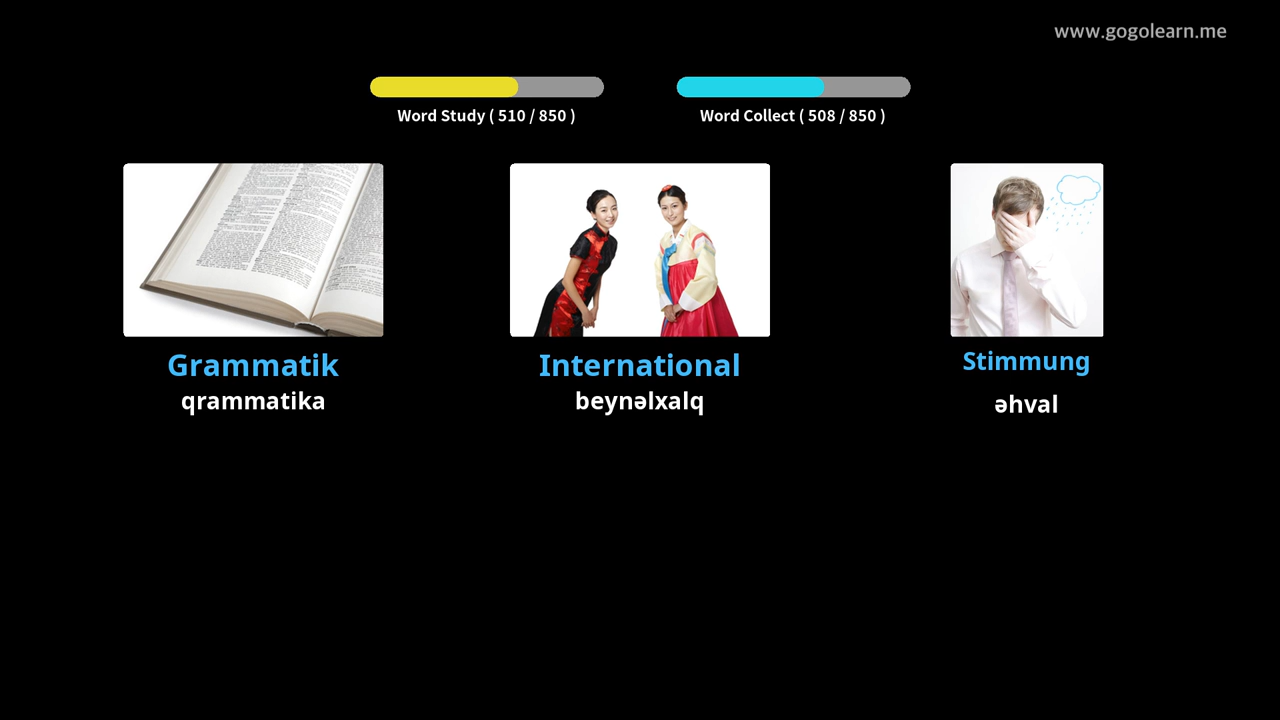 www.gogolearn.me
Word Study ( 510 / 850 )
Word Collect ( 508 / 850 )
Grammatik
International
Stimmung
qrammatika
beynəlxalq
əhval